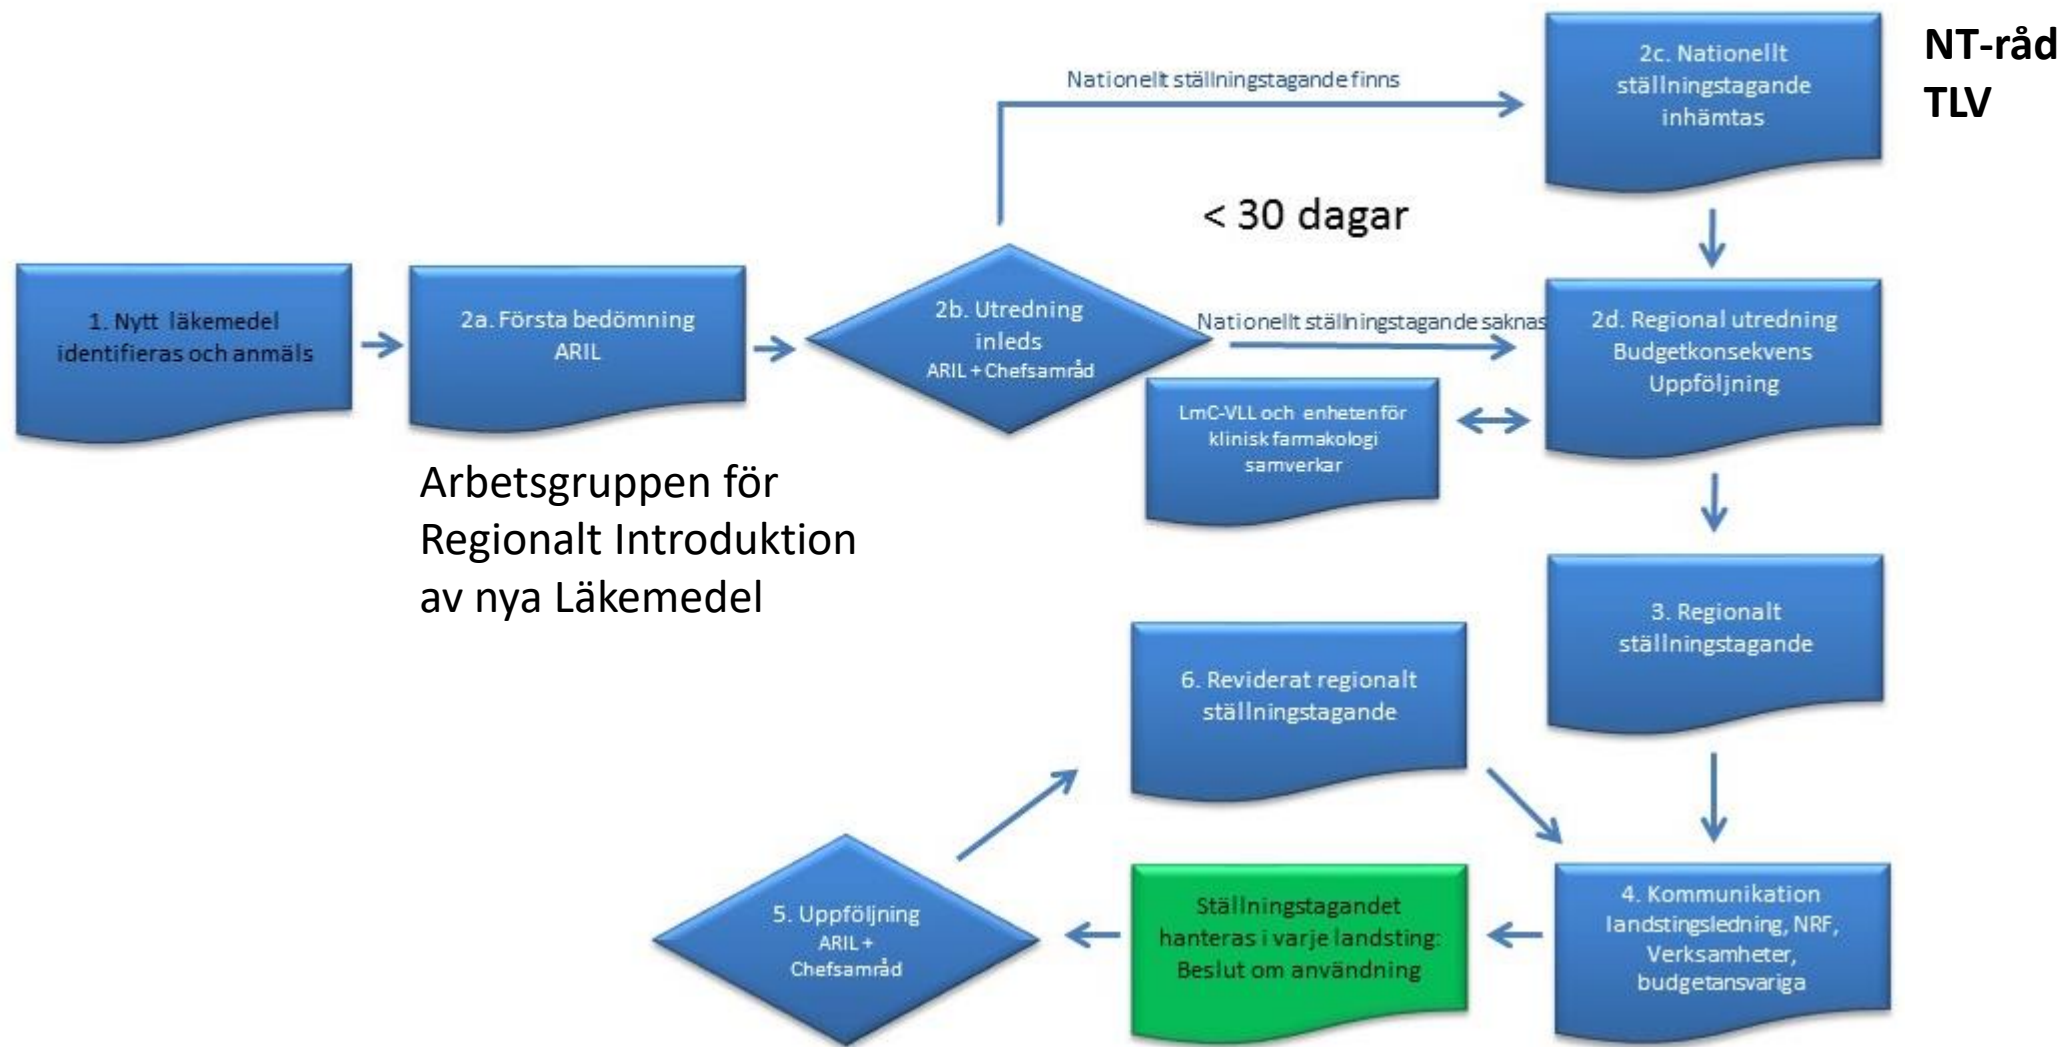 NT-råd
TLV
2c. Nationellt
ställningstagande
inhämtas
Nationellt ställningstagande finns
< 30 dagar
1. Nytt läkemedel
identifieras och anmäls
2a. Första bedömning
ARIL
2b. Utredning
inleds
ARIL + Chefsamråd
Nationellt ställningstagande saknas
2d. Regional utredning
Budgetkonsekvens
Uppföljning
LmC-VLL och enheten för
klinisk farmakologi
samverkar
Arbetsgruppen för
Regionalt Introduktion
av nya Läkemedel
3. Regionalt
ställningstagande
6. Reviderat regionalt
ställningstagande
5. Uppföljning
ARIL +
Chefsamråd
Ställningstagandet
hanteras i varje landsting:
Beslut om användning
4. Kommunikation
landstingsledning, NRF,
Verksamheter,
budgetansvariga